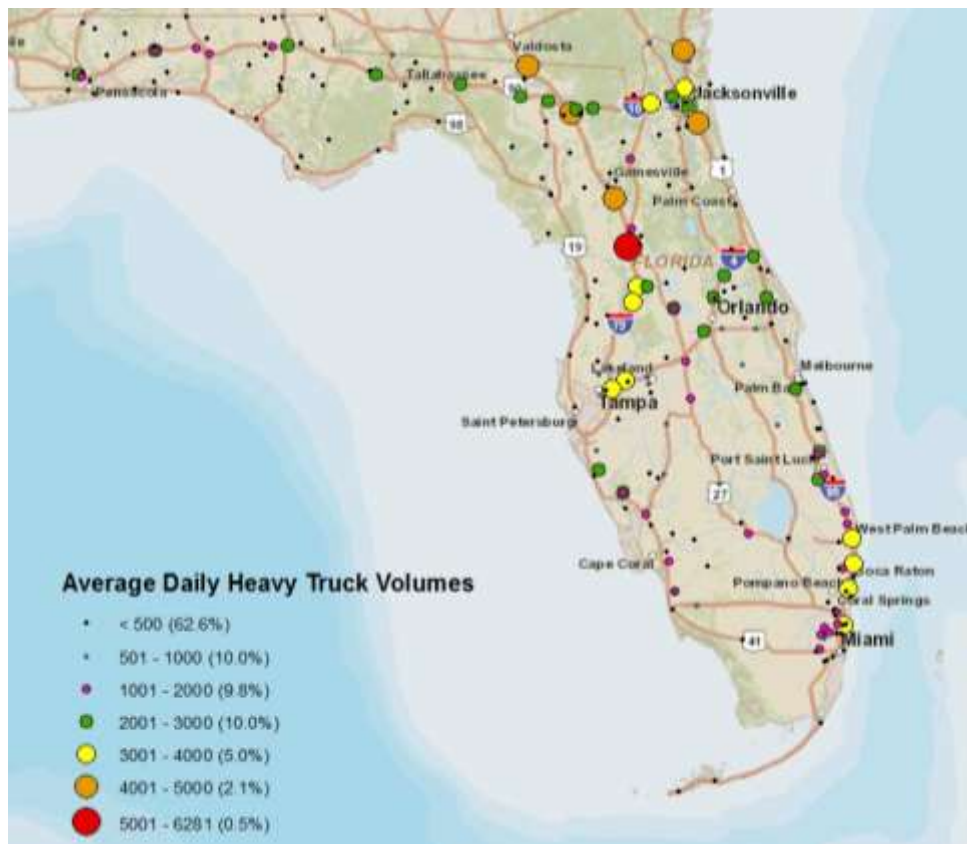 Valdosta
Tallahassee
Pensacola
98
10
Jacksonville
1
Gainesville
Palm Coast
19
FLORIDA
4
Orlando
75
Lakeland
Tampa
Melbourne
Palm Ba
Saint Petersburg
Port Saint Luci
27
95
West Palm Beach
Cape Coral
Boca Raton
Pompano Beach
Coral Springs
41
Miami
Average Daily Heavy Truck Volumes
< 500 (62.6%)
501 - 1000 (10.0%)
1001 - 2000 (9.8%)
2001 - 3000 (10.0%)
3001 - 4000 (5.0%)
4001 - 5000 (2.1%)
5001 - 6281 (0.5%)